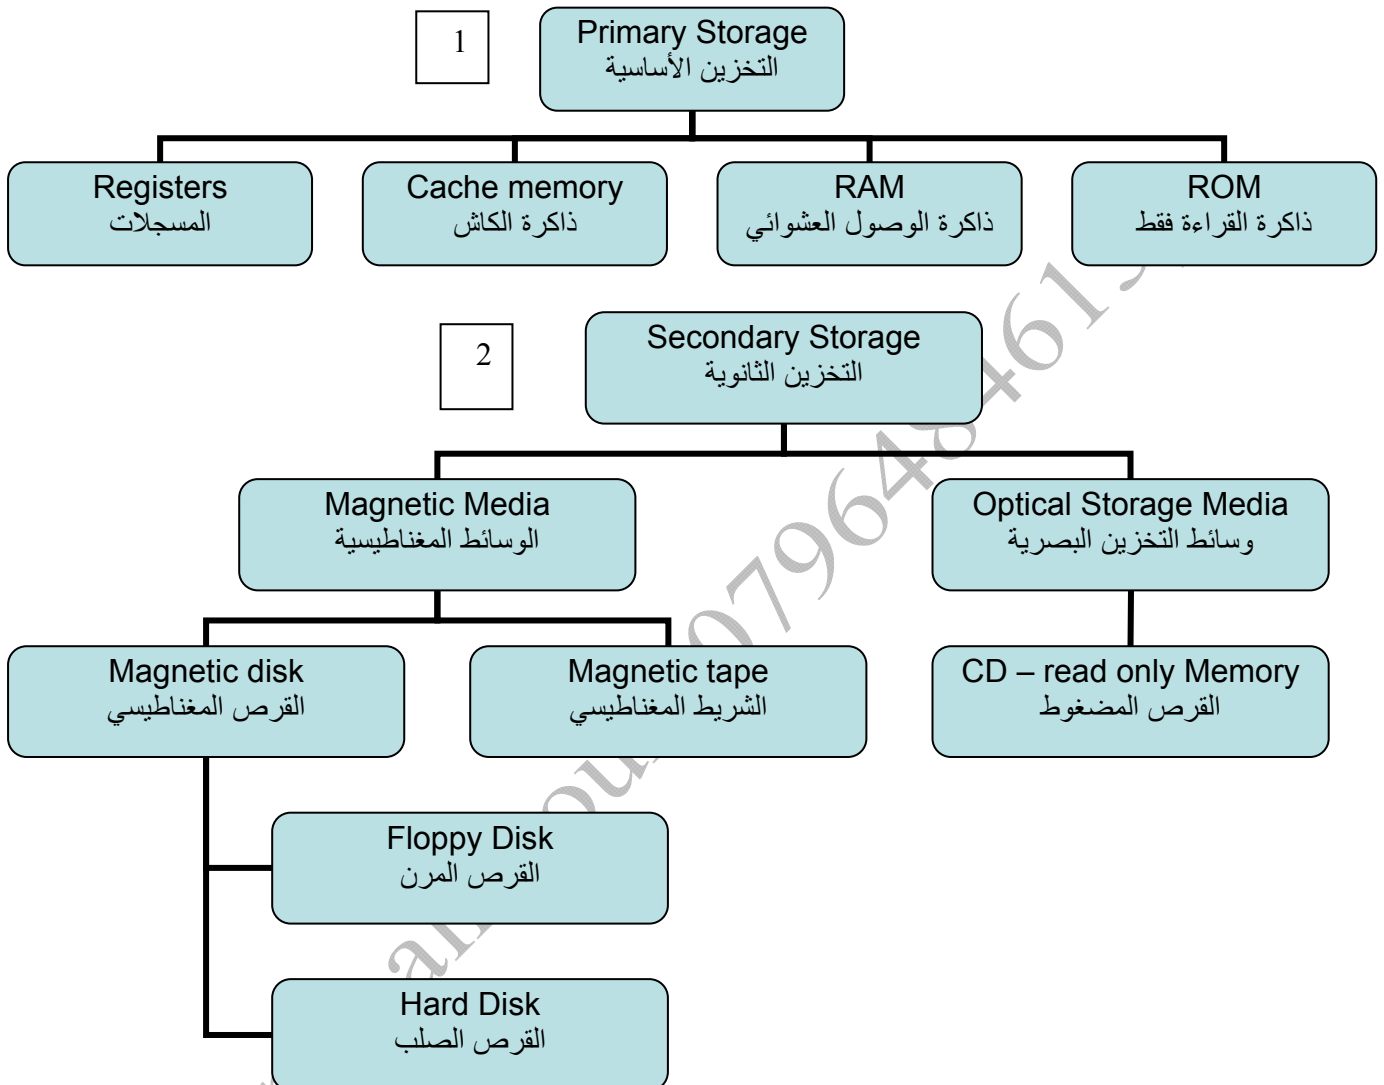 1
Primary Storage
التخزين الأساسية
Registers
المسجلات
Cache memory
ذاكرة الكاش
RAM
ذاكرة الوصول العشوائي
ROM
ذاكرة القراءة فقط
2
Secondary Storage
التخزين الثانوية
Magnetic Media
الوسائط المغناطيسية
Optical Storage Media
وسائط التخزين البصرية
Magnetic disk
القرص المغناطيسي
Magnetic tape
الشريط المغناطيسي
CD – read only Memory
القرص المضغوط
Floppy Disk
القرص المرن
Hard Disk
القرص الصلب